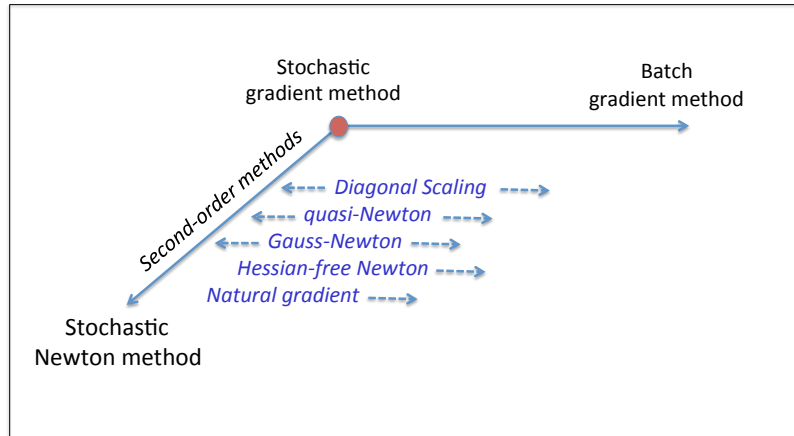 Stochastic
gradient method
Batch
gradient method
Second-order methods
Diagonal Scaling
quasi-Newton
Gauss-Newton
Hessian-free Newton
Natural gradient
Stochastic
Newton method